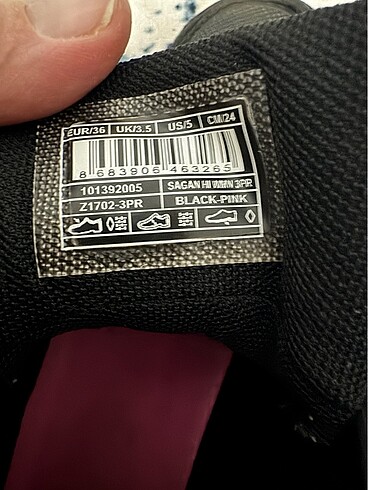 EUR/36 UK/3.5 US/5 CM/24
8 683906 463265
101392005 SAGAN HI WMN 3PR
Z1702-3PR BLACK-PINK